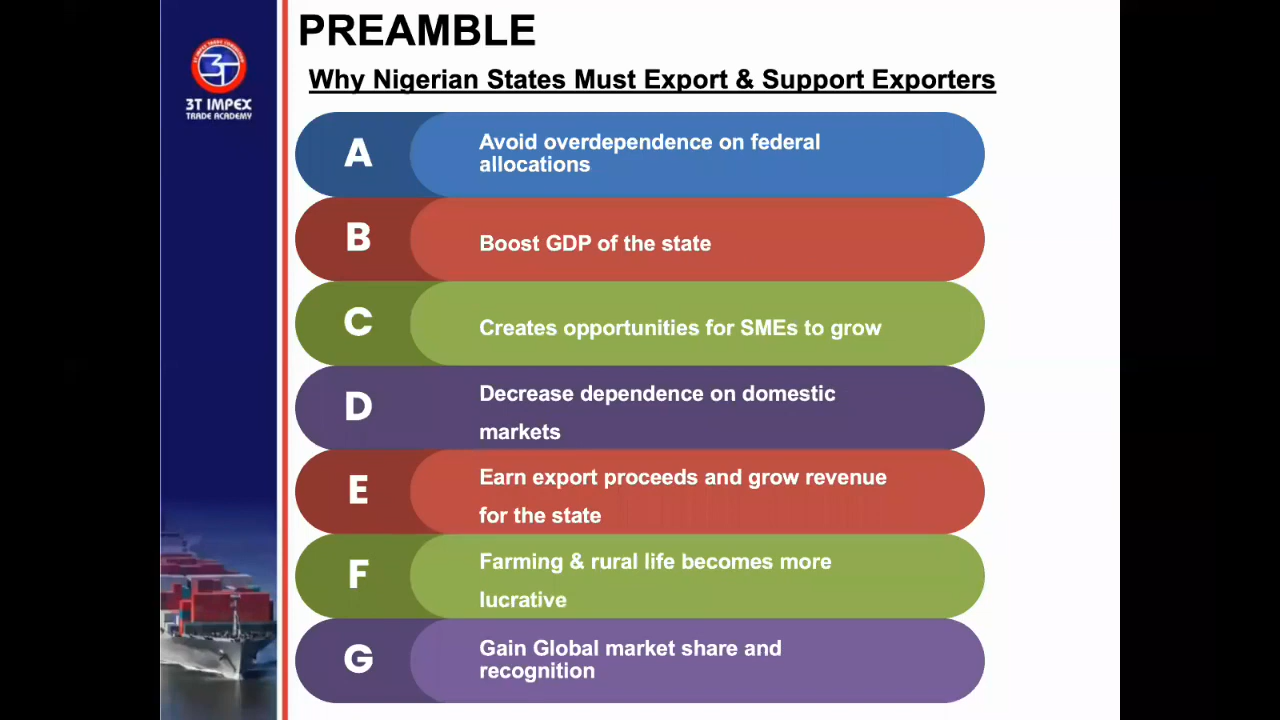 PREAMBLE
Why Nigerian States Must Export & Support Exporters
3T
3T IMPEX
TRADE ACADEMY
A
Avoid overdependence on federal
allocations
B
Boost GDP of the state
C
Creates opportunities for SMEs to grow
D
Decrease dependence on domestic
markets
E
Earn export proceeds and grow revenue
for the state
F
Farming & rural life becomes more
lucrative
G
Gain Global market share and
recognition